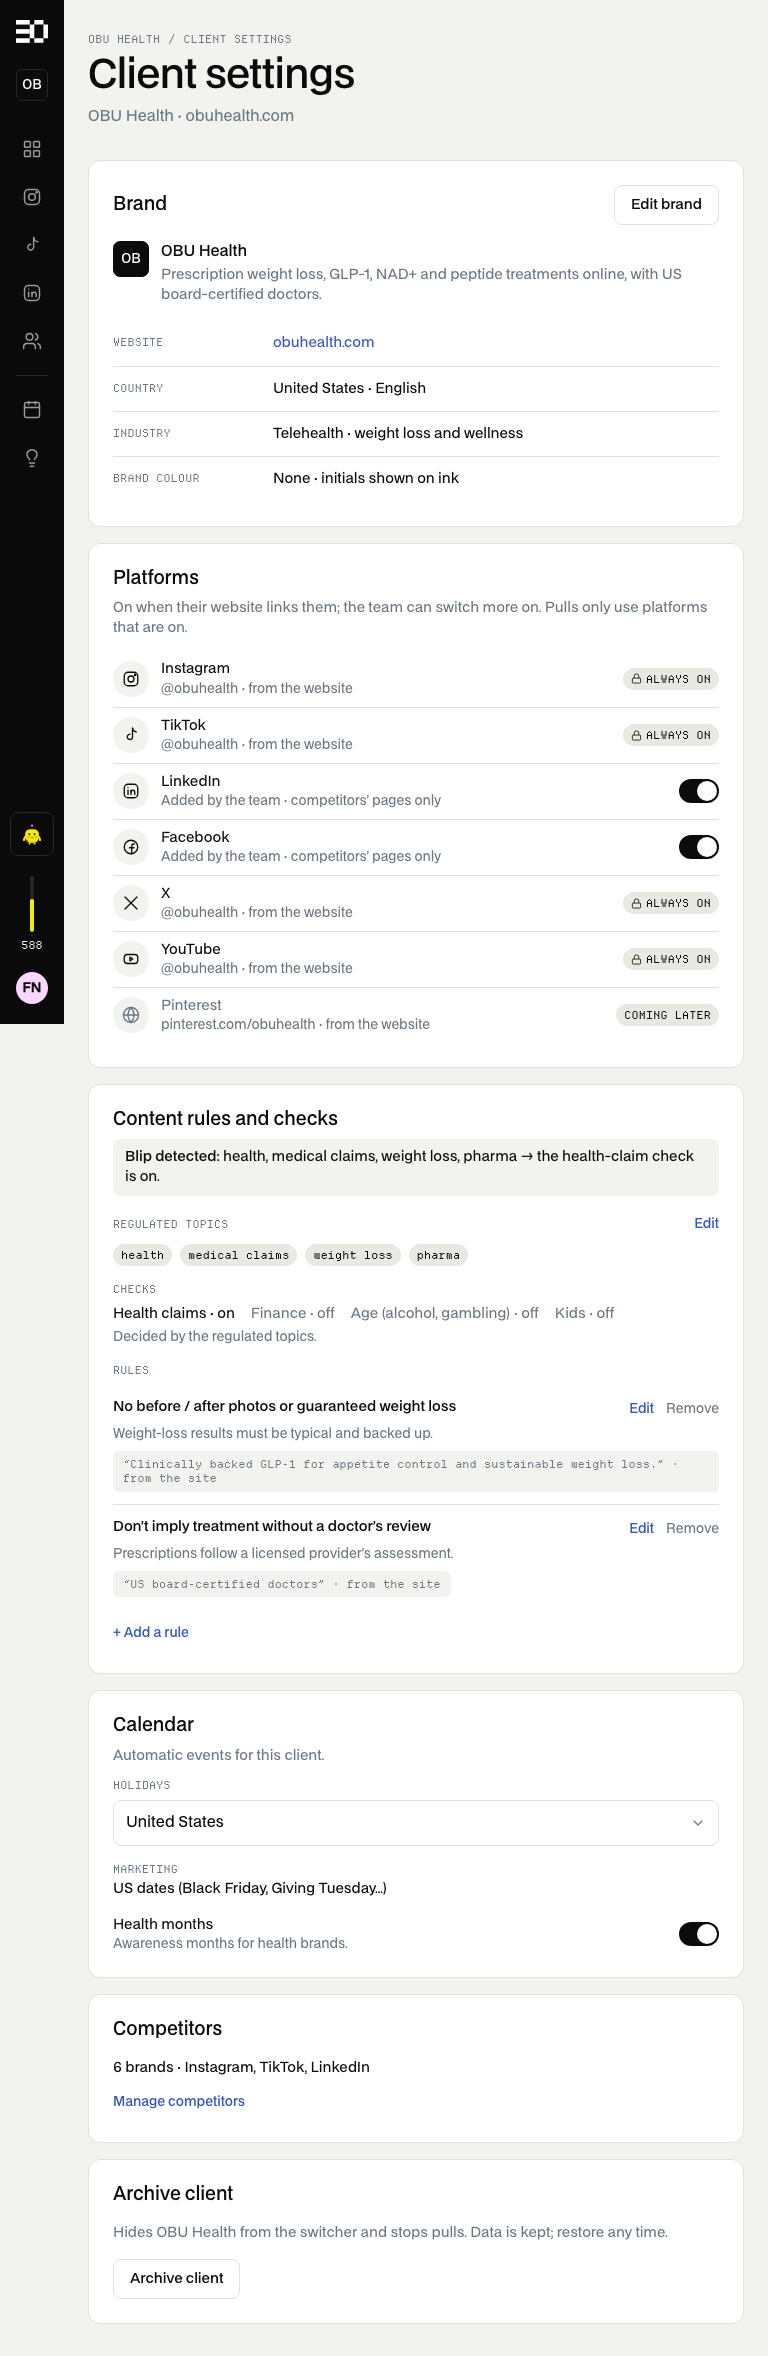 OB
588
FN
OBU HEALTH / CLIENT SETTINGS
Client settings
OBU Health · obuhealth.com
Brand
Edit brand
OB
OBU Health
Prescription weight loss, GLP-1, NAD+ and peptide treatments online, with US
board-certified doctors.
WEBSITE
obuhealth.com
COUNTRY
United States · English
INDUSTRY
Telehealth · weight loss and wellness
BRAND COLOUR
None · initials shown on ink
Platforms
On when their website links them; the team can switch more on. Pulls only use platforms
that are on.
Instagram
@obuhealth · from the website
ALWAYS ON
TikTok
@obuhealth · from the website
ALWAYS ON
LinkedIn
Added by the team · competitors' pages only
Facebook
Added by the team · competitors' pages only
X
@obuhealth · from the website
ALWAYS ON
YouTube
@obuhealth · from the website
ALWAYS ON
Pinterest
pinterest.com/obuhealth · from the website
COMING LATER
Content rules and checks
Blip detected: health, medical claims, weight loss, pharma → the health-claim check
is on.
REGULATED TOPICS
Edit
health
medical claims
weight loss
pharma
CHECKS
Health claims · on Finance · off Age (alcohol, gambling) · off Kids · off
Decided by the regulated topics.
RULES
No before / after photos or guaranteed weight loss
Edit Remove
Weight-loss results must be typical and backed up.
“Clinically backed GLP-1 for appetite control and sustainable weight loss.” ·
from the site
Don't imply treatment without a doctor's review
Edit Remove
Prescriptions follow a licensed provider's assessment.
“US board-certified doctors” · from the site
+ Add a rule
Calendar
Automatic events for this client.
HOLIDAYS
United States
MARKETING
US dates (Black Friday, Giving Tuesday…)
Health months
Awareness months for health brands.
Competitors
6 brands · Instagram, TikTok, LinkedIn
Manage competitors
Archive client
Hides OBU Health from the switcher and stops pulls. Data is kept; restore any time.
Archive client